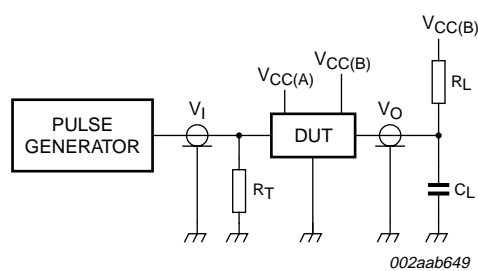 VCC(B)
VCC(A)
VCC(B)
RL
PULSE
GENERATOR
VI
DUT
VO
RT
CL
002aab649